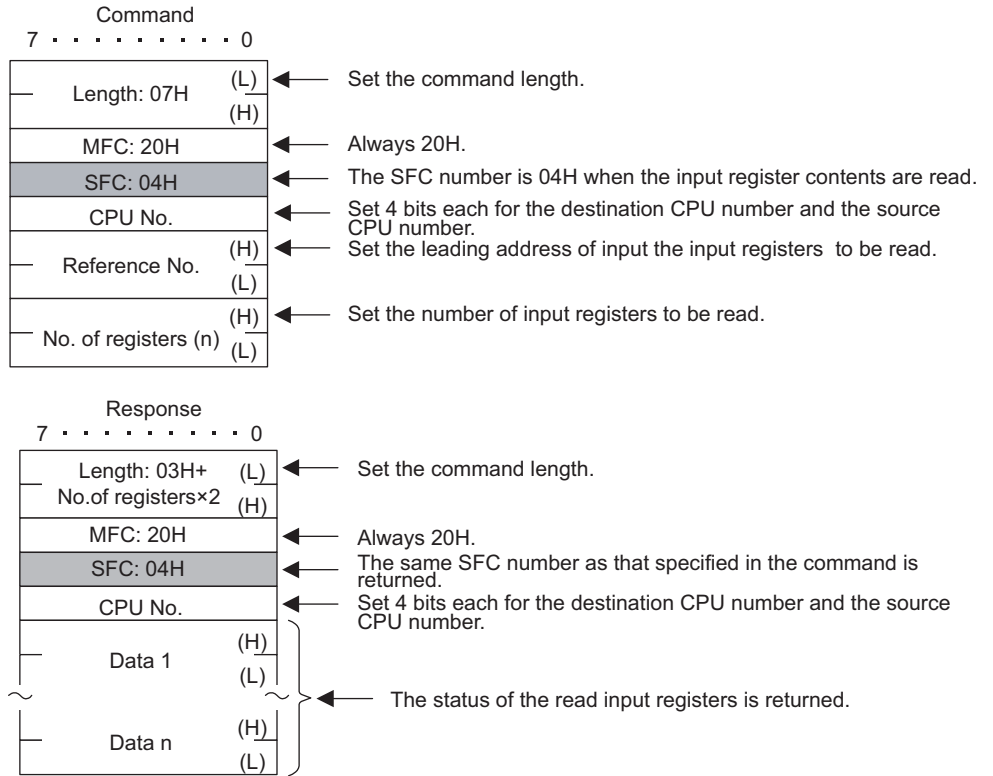 Command
7 · · · · · · · · · 0
Length: 07H
(L)
(H)
Set the command length.
MFC: 20H
Always 20H.
SFC: 04H
The SFC number is 04H when the input register contents are read.
CPU No.
Set 4 bits each for the destination CPU number and the source
CPU number.
Reference No.
(H)
(L)
Set the leading address of input the input registers to be read.
No. of registers (n)
(H)
(L)
Set the number of input registers to be read.
Response
7 · · · · · · · · · 0
Length: 03H+
No.of registers×2
(L)
(H)
Set the command length.
MFC: 20H
Always 20H.
SFC: 04H
The same SFC number as that specified in the command is
returned.
CPU No.
Set 4 bits each for the destination CPU number and the source
CPU number.
Data 1
(H)
(L)
The status of the read input registers is returned.
Data n
(H)
(L)